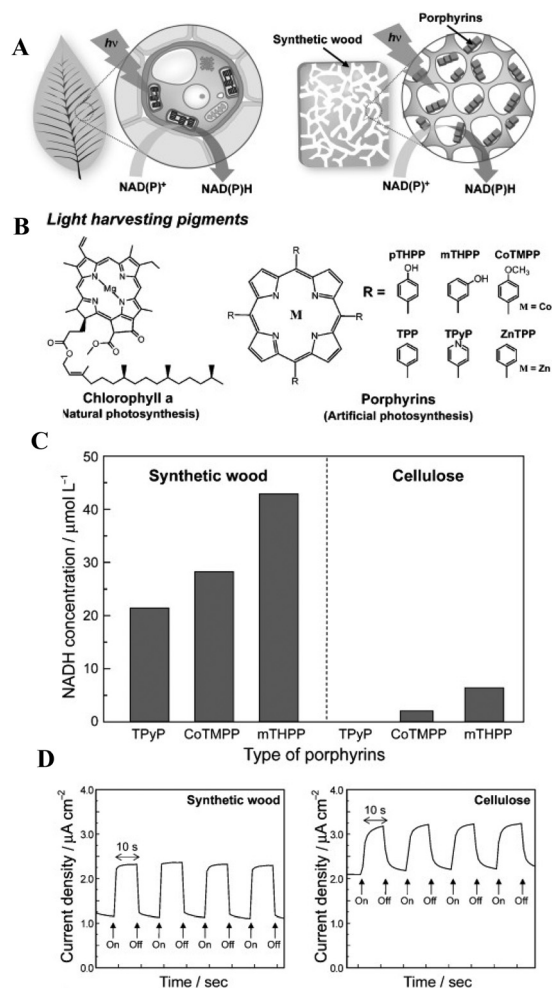 A
hν
NAD(P)+
NAD(P)H
Synthetic wood
Porphyrins
hν
NAD(P)+
NAD(P)H
B
Light harvesting pigments
Mg
N
N
N
N
O
O
O
OCH₃
O
Chlorophyll a
Natural photosynthesis)
R
R
R
R
N
N
N
N
M
Porphyrins
(Artificial photosynthesis)
R =
pTHPP mTHPP CoTMPP
OH
OH
OCH3
M = Co
TPP TPyP ZnTPP
N
M = Zn
C
NADH concentration / μmol L−1
50
40
30
20
10
0
Synthetic wood
Cellulose
TPyP CoTMPP mTHPP TPyP CoTMPP mTHPP
Type of porphyrins
D
Current density / μA cm−2
4.0
3.0
2.0
1.0
0.0
Synthetic wood
10 s
On Off On Off On Off On Off
Time / sec
Current density / μA cm−2
4.0
3.0
2.0
1.0
0.0
Cellulose
10 s
On Off On Off On Off On Off
Time / sec